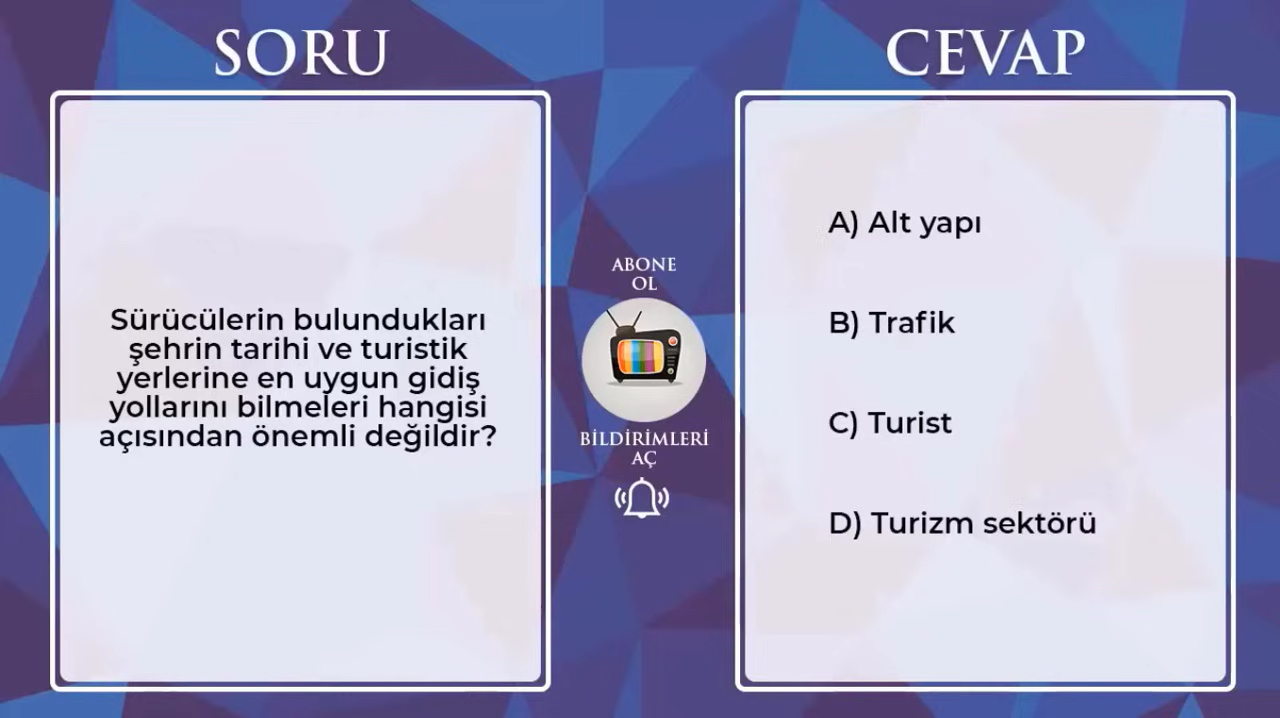 SORU
Sürücülerin bulundukları
şehrin tarihi ve turistik
yerlerine en uygun gidiş
yollarını bilmeleri hangisi
açısından önemli değildir?
ABONE
OL
BİLDİRİMLERİ
AÇ
CEVAP
A) Alt yapı
B) Trafik
C) Turist
D) Turizm sektörü